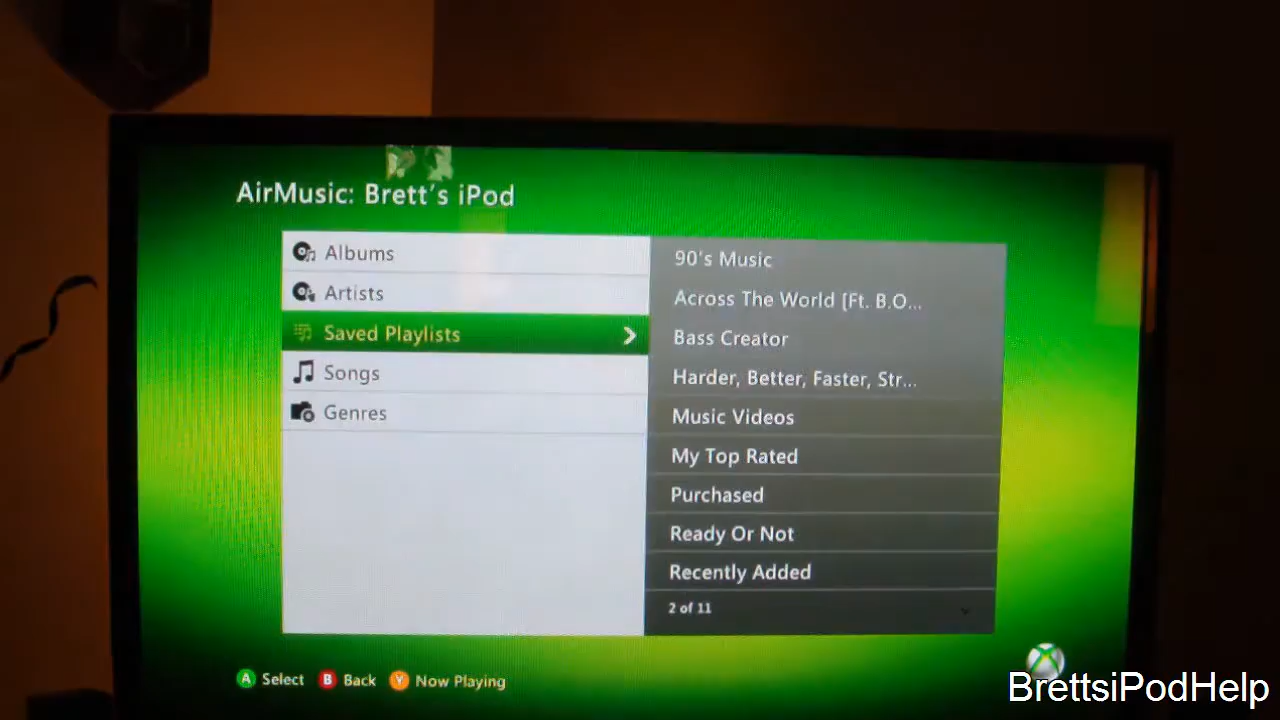 AirMusic: Brett's iPod
Albums
Artists
Saved Playlists
Songs
Genres
90's Music
Across The World (Ft. B.O...
Bass Creator
Harder, Better, Faster, Str...
Music Videos
My Top Rated
Purchased
Ready Or Not
Recently Added
2 of 11
A Select B Back Y Now Playing
BrettsiPodHelp